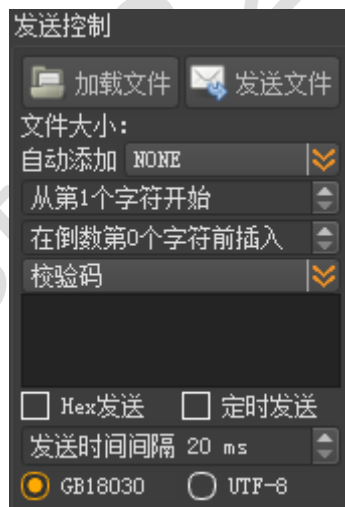 发送控制
加载文件 发送文件
文件大小:
自动添加 NONE
从第1个字符开始
在倒数第0个字符前插入
校验码
Hex发送 定时发送
发送时间间隔 20 ms
GB18030 UTF-8